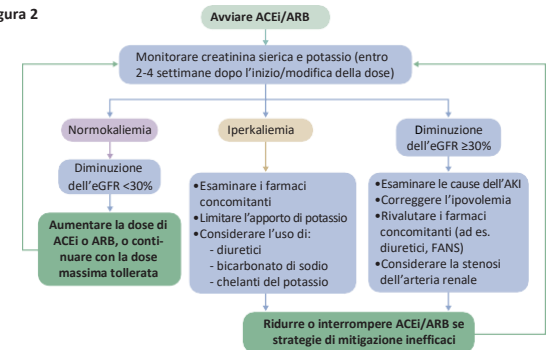 gura 2
Avviare ACEi/ARB
Monitorare creatinina sierica e potassio (entro
2-4 settimane dopo l'inizio/modifica della dose)
Normokaliemia
Iperkaliemia
Diminuzione
dell'eGFR ≥30%
Diminuzione
dell'eGFR <30%
Aumentare la dose di
ACEi o ARB, o conti-
nuare con la dose
massima tollerata
•Esaminare i farmaci
concomitanti
•Limitare l'apporto di potassio
•Considerare l'uso di:
- diuretici
- bicarbonato di sodio
- chelanti del potassio
•Esaminare le cause dell'AKI
•Correggere l'ipovolemia
•Rivalutare i farmaci
concomitanti (ad es.
diuretici, FANS)
•Considerare la stenosi
dell'arteria renale
Ridurre o interrompere ACEi/ARB se
strategie di mitigazione inefficaci